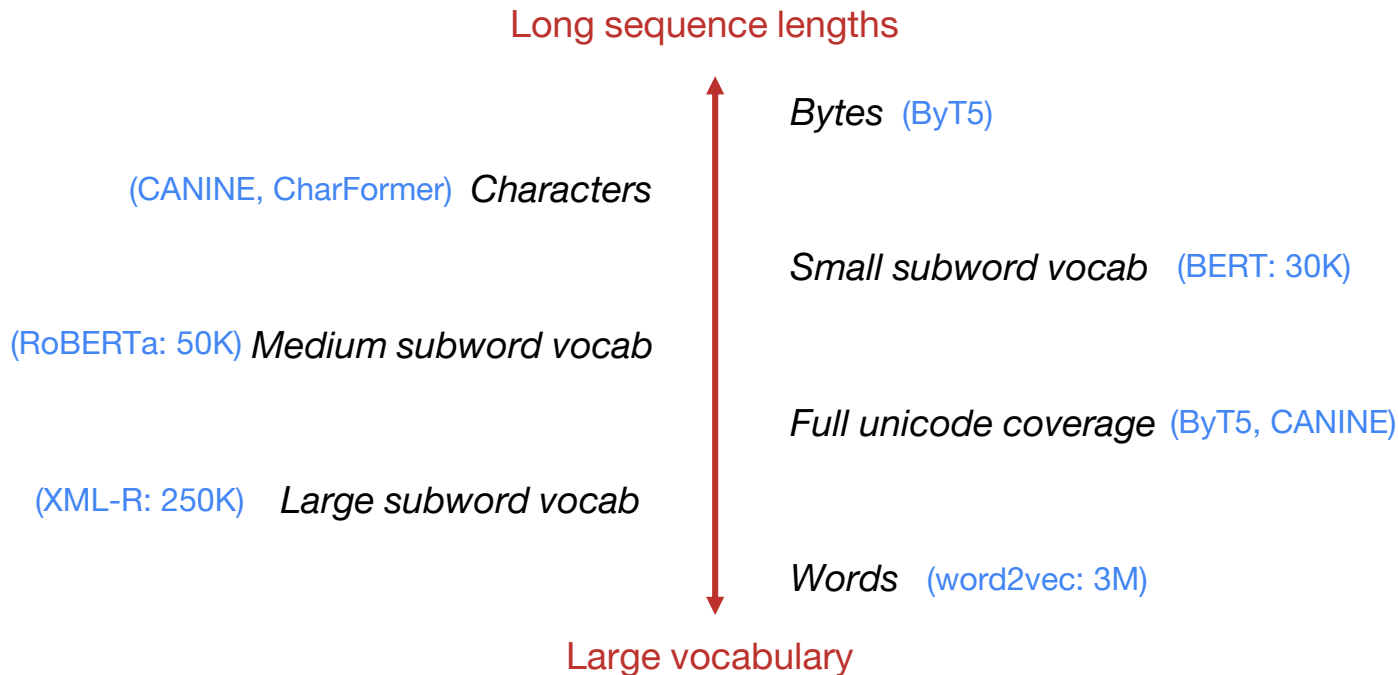 Long sequence lengths
Bytes (ByT5)
(CANINE, CharFormer) Characters
Small subword vocab (BERT: 30K)
(RoBERTa: 50K) Medium subword vocab
Full unicode coverage (ByT5, CANINE)
(XML-R: 250K) Large subword vocab
Words (word2vec: 3M)
Large vocabulary